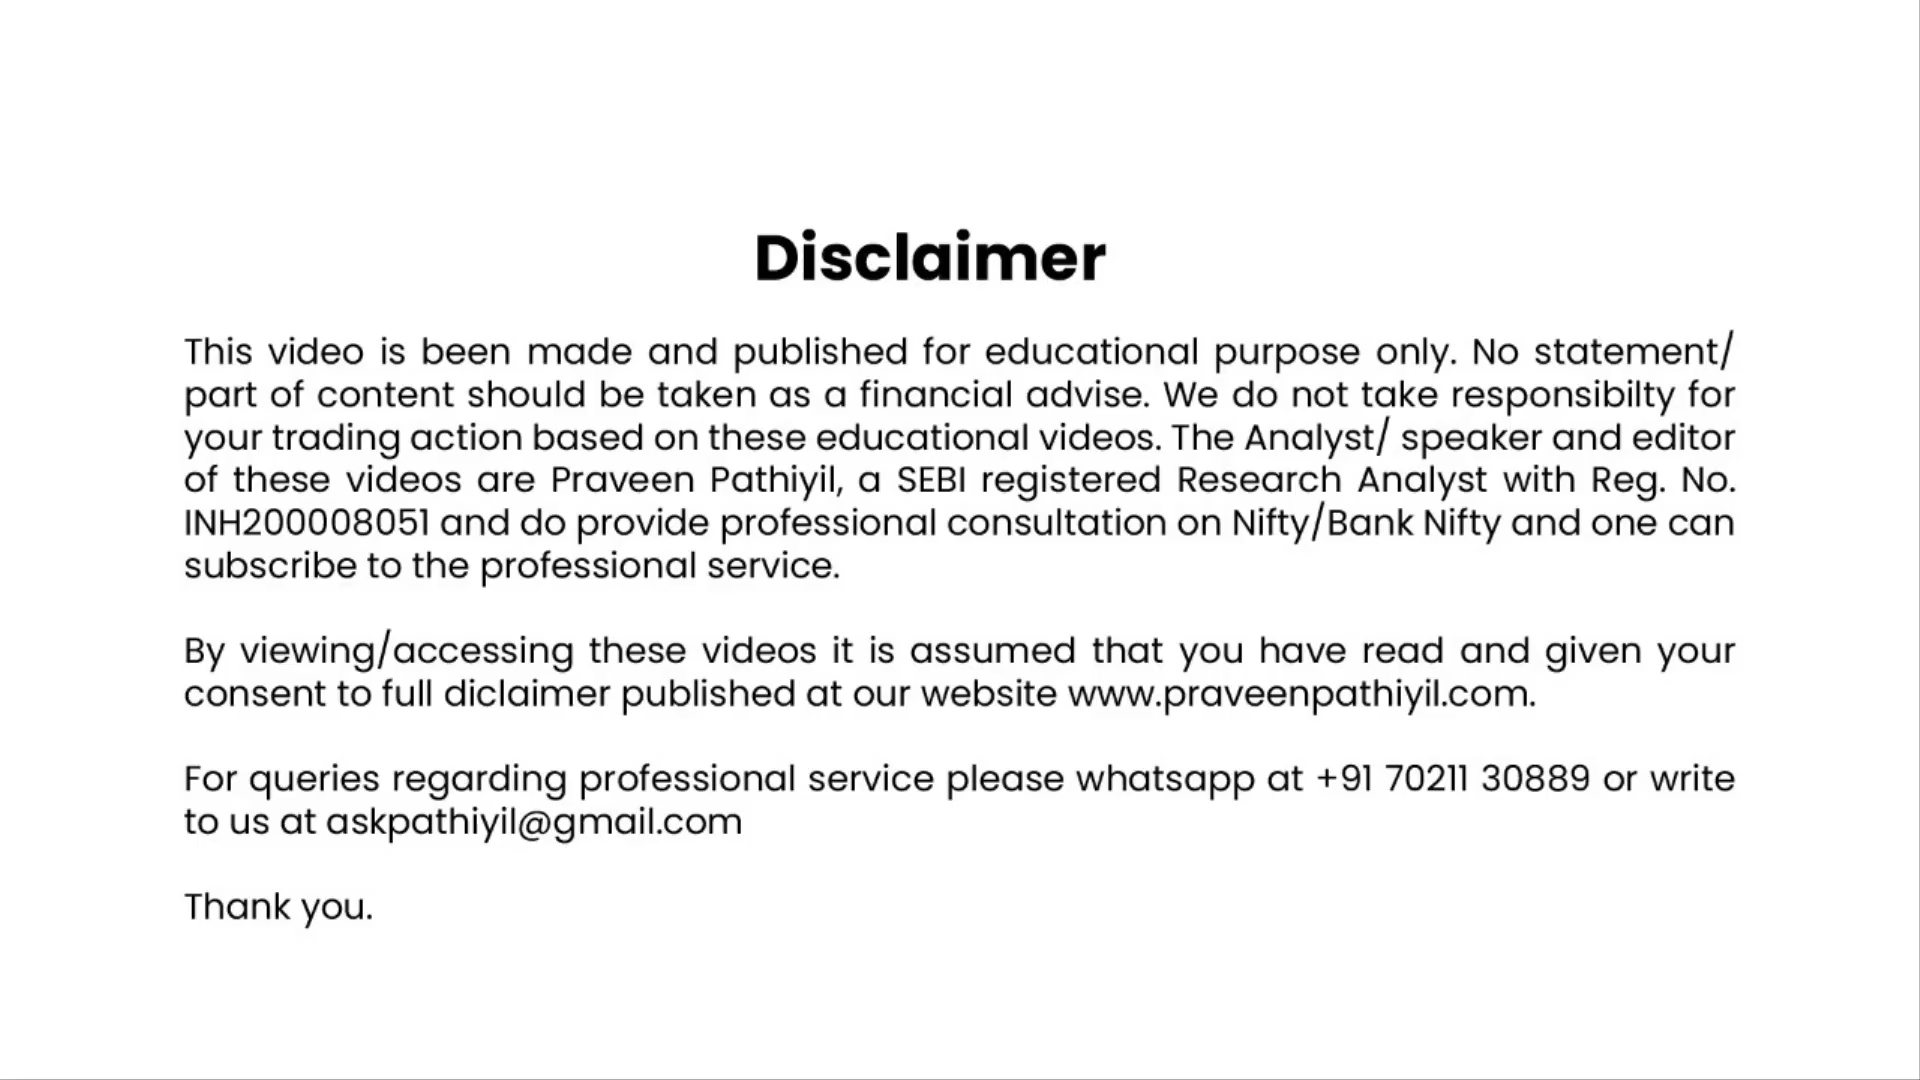 Disclaimer
This video is been made and published for educational purpose only. No statement/
part of content should be taken as a financial advise. We do not take responsibilty for
your trading action based on these educational videos. The Analyst/ speaker and editor
of these videos are Praveen Pathiyil, a SEBI registered Research Analyst with Reg. No.
INH200008051 and do provide professional consultation on Nifty/Bank Nifty and one can
subscribe to the professional service.
By viewing/accessing these videos it is assumed that you have read and given your
consent to full diclaimer published at our website www.praveenpathiyil.com.
For queries regarding professional service please whatsapp at +91 70211 30889 or write
to us at askpathiyil@gmail.com
Thank you.